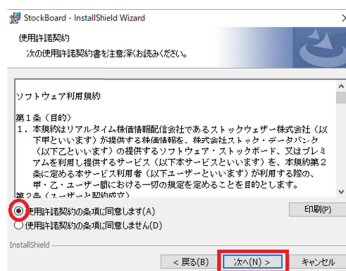 StockBoard - InstallShield Wizard
使用許諾契約
次の使用許諾契約書を注意深くお読みください。
ソフトウェア利用規約
第1条（目的）
1. 本規約はリアルタイム株価情報配信会社であるストックウェザー株式会社（以
下甲といいます）が提供する株価情報を、株式会社ストック・データバンク
（以下乙といいます）の提供するソフトウェア・ストックボード、又はプレミ
アムを利用し提供するサービス（以下本サービスといいます）を、本規約第2
条に定める本サービス利用者（以下ユーザーといいます）が利用する際の、
甲・乙・ユーザー間における一切の規定を定めることを目的とします。
第2条（ユーザーと契約成立）
使用許諾契約の条項に同意します(A)
印刷(P)
使用許諾契約の条項に同意しません(D)
InstallShield
< 戻る(B)
次へ(N) >
キャンセル